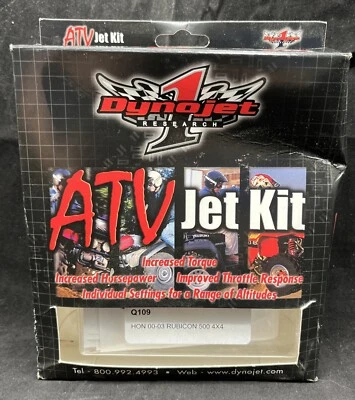 ATV Jet Kit
1
Dynojet
RESEARCH
ATV Jet Kit
Increased Torque
Increased Horsepower Improved Throttle Response
Individual Settings for a Range of Altitudes
Q109
HON 00-03 RUBICON 500 4X4
Tel - 800.992.4993 - Web - www.dynojet.com